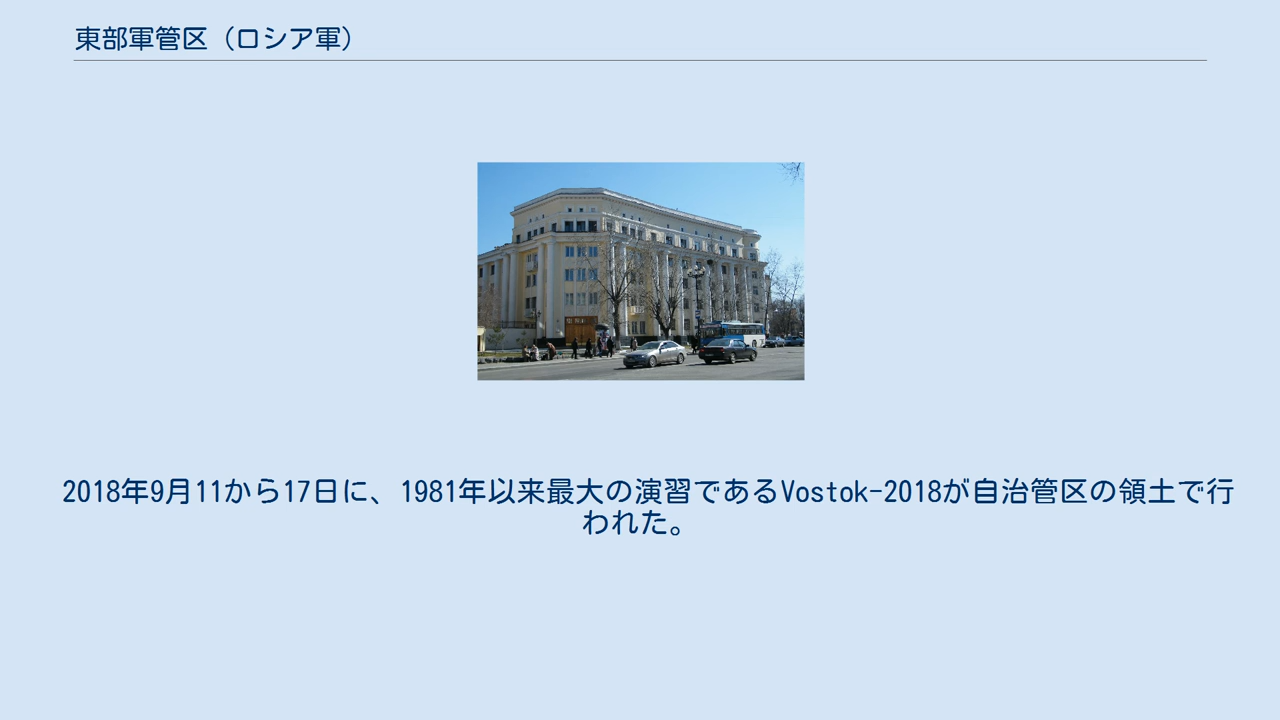 東部軍管区（ロシア軍）
2018年9月11から17日に、1981年以来最大の演習であるVostok-2018が自治管区の領土で行
われた。